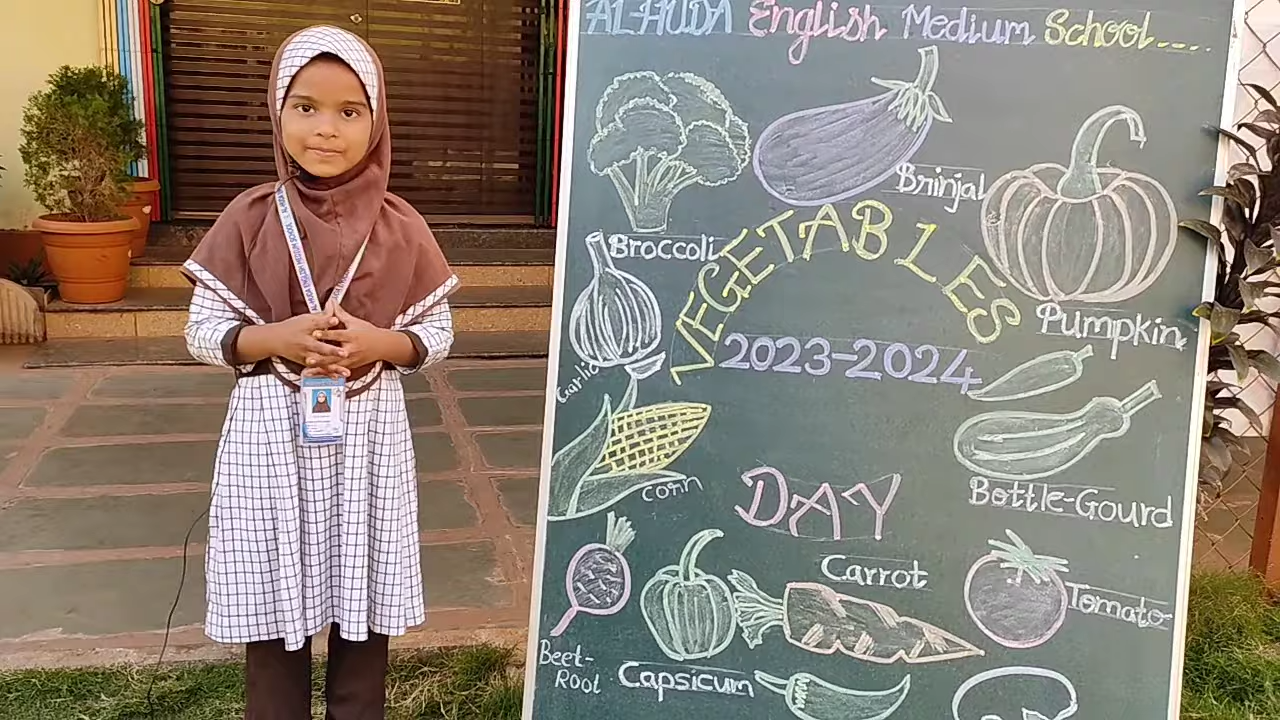 AL-HUDA English Medium School....
Broccoli
Brinjal
Pumpkin
VEGETABLES
2023-2024
DAY
Garlic
Corn
Bottle-Gourd
Carrot
Tomato
Beet-
Root
Capsicum